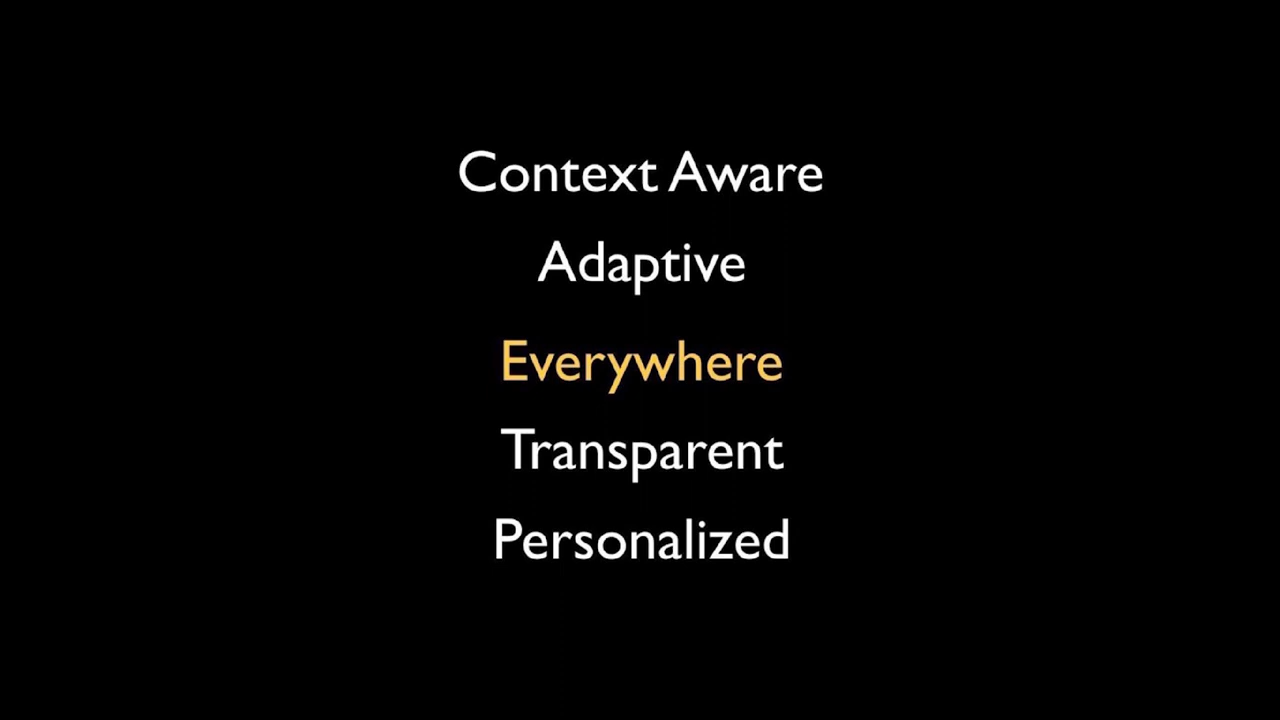 Context Aware
Adaptive
Everywhere
Transparent
Personalized